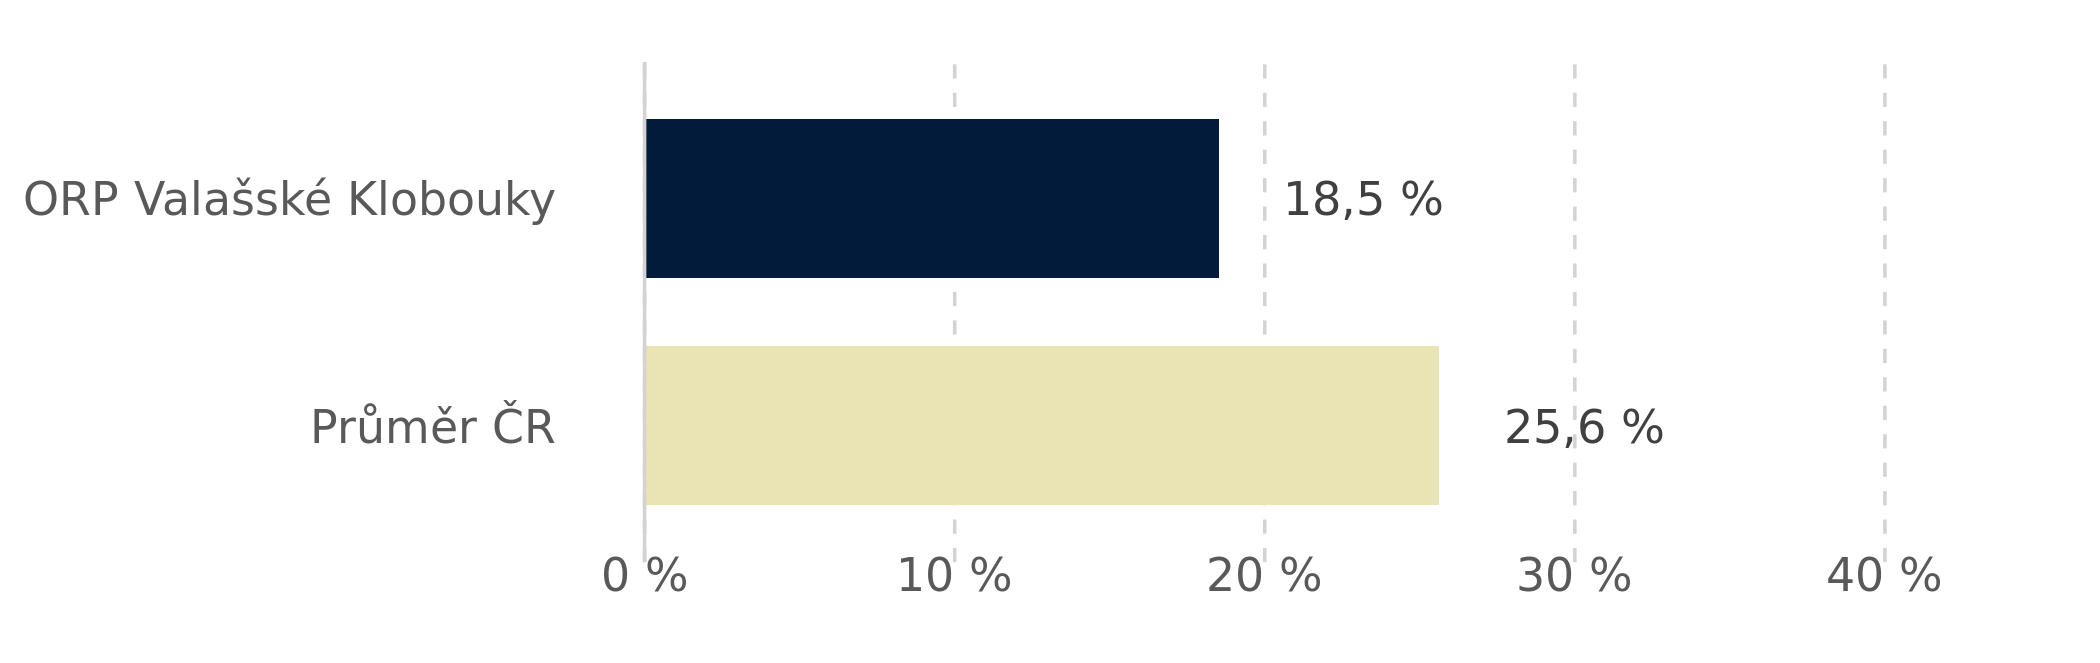 ORP Valašské Klobouky
18,5 %
Průměr ČR
25,6 %
0 % 10 % 20 % 30 % 40 %